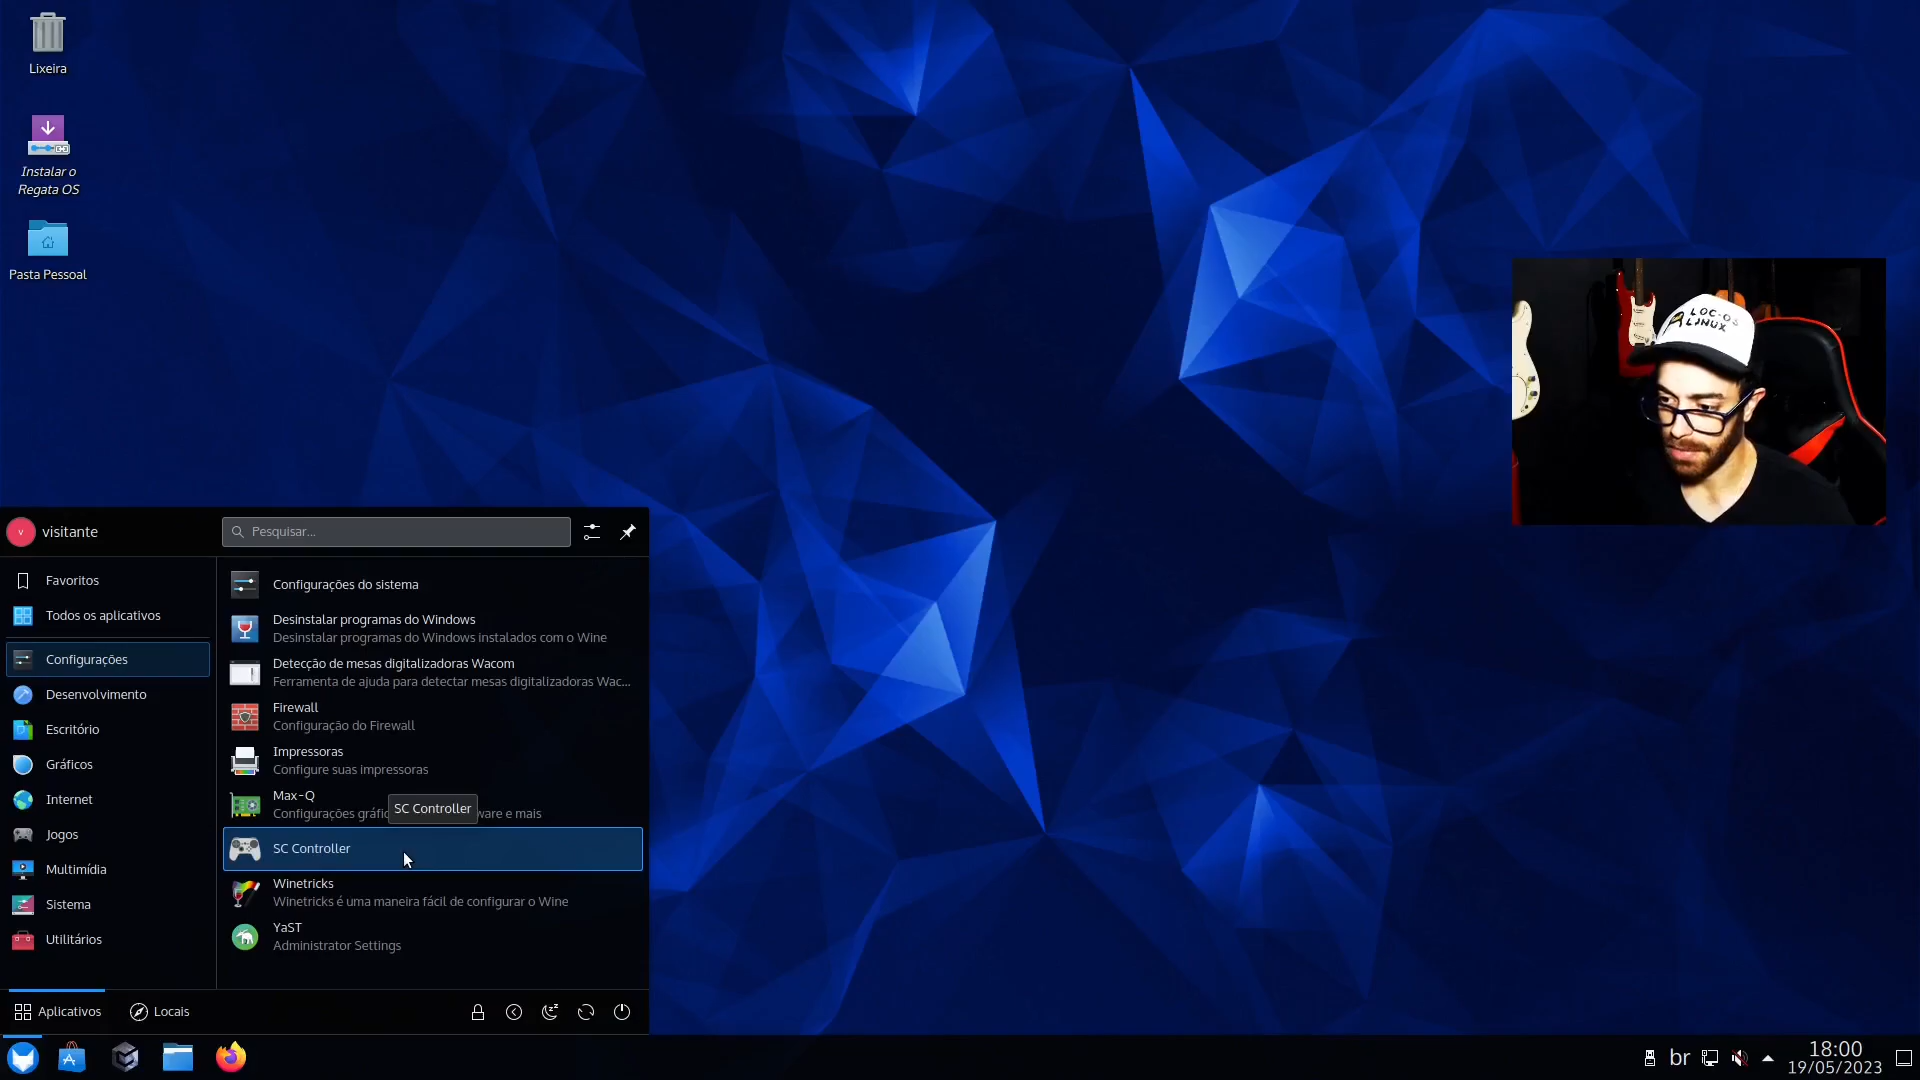 Lixeira
Instalar o
Regata OS
Pasta Pessoal
LOC-OS
LINUX
v
visitante
Pesquisar...
Favoritos
Todos os aplicativos
Configurações
Desenvolvimento
Escritório
Gráficos
Internet
Jogos
Multimídia
Sistema
Utilitários
Configurações do sistema
Desinstalar programas do Windows
Desinstalar programas do Windows instalados com o Wine
Detecção de mesas digitalizadoras Wacom
Ferramenta de ajuda para detectar mesas digitalizadoras Wac...
Firewall
Configuração do Firewall
Impressoras
Configure suas impressoras
Max-Q
SC Controller
Configurações gráfic ware e mais
SC Controller
Winetricks
Winetricks é uma maneira fácil de configurar o Wine
YaST
Administrator Settings
Aplicativos
Locais
br
18:00
19/05/2023